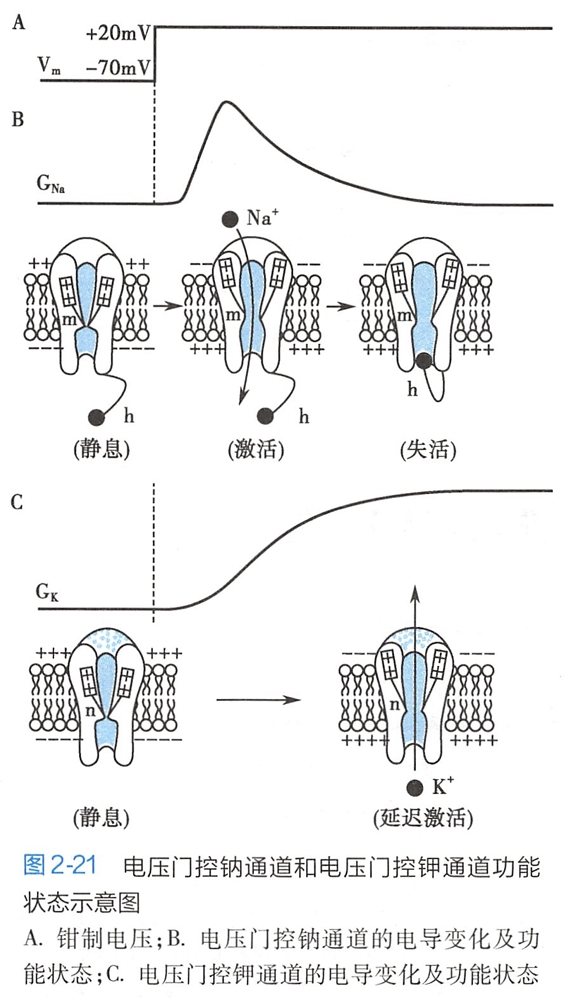 A
+20mV
Vm −70mV
B
GNa
Na⁺
++ ++
−− −−
−− −−
m
m
m
−−−− −−−−
+++ +++
+++ +++
h
h
h
(静息)
(激活)
(失活)
C
GK
+++ +++
−−−− −−−−
n
n
−−−− −−−−
++++ ++++
K⁺
(静息)
(延迟激活)
图 2-21 电压门控钠通道和电压门控钾通道功能
状态示意图
A. 钳制电压;B. 电压门控钠通道的电导变化及功
能状态;C. 电压门控钾通道的电导变化及功能状态